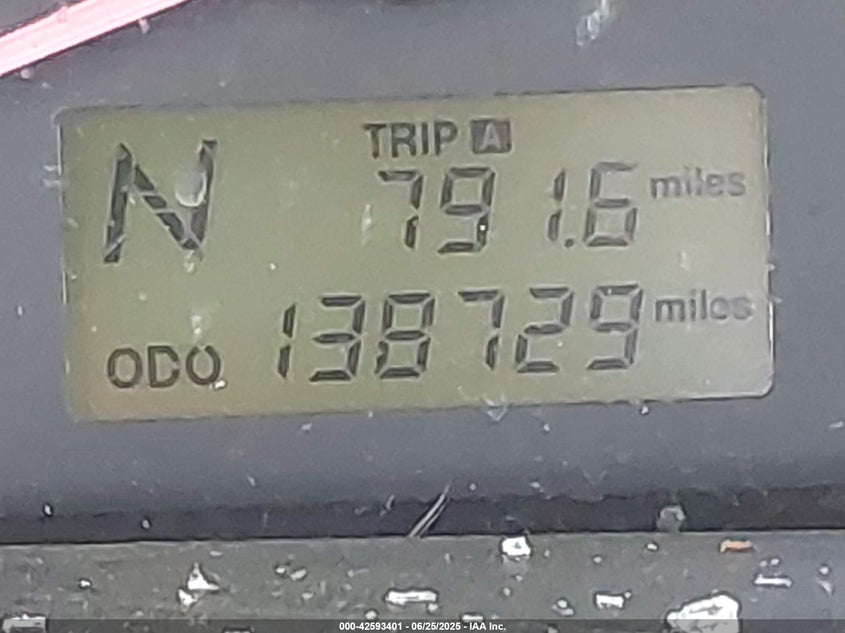 TRIP A
N 791.6 miles
ODO 138729 miles
000-42593401 - 06/25/2025 - IAA Inc.